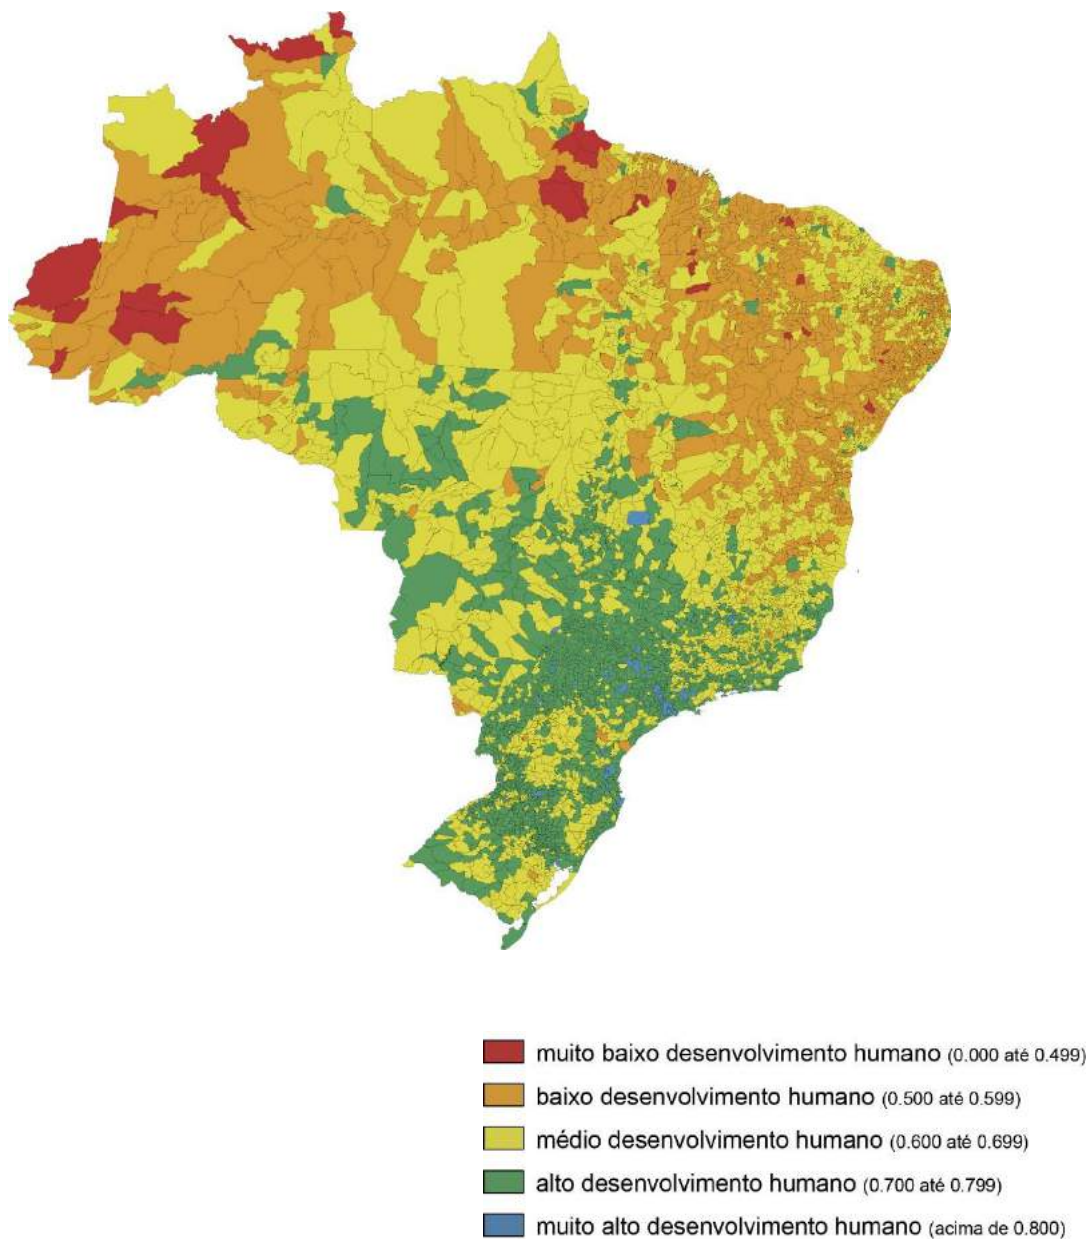 muito baixo desenvolvimento humano (0.000 até 0.499)
baixo desenvolvimento humano (0.500 até 0.599)
médio desenvolvimento humano (0.600 até 0.699)
alto desenvolvimento humano (0.700 até 0.799)
muito alto desenvolvimento humano (acima de 0.800)